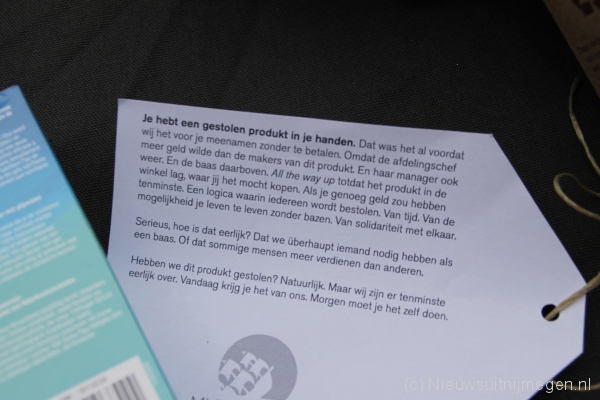 Je hebt een gestolen produkt in je handen. Dat was het al voordat
wij het voor je meenamen zonder te betalen. Omdat de afdelingschef
meer geld wilde dan de makers van dit produkt. En haar manager ook
weer. En de baas daarboven. All the way up totdat het produkt in de
winkel lag, waar jij het mocht kopen. Als je genoeg geld zou hebben
tenminste. Een logica waarin iedereen wordt bestolen. Van tijd. Van de
mogelijkheid je leven te leven zonder bazen. Van solidariteit met elkaar.
Serieus, hoe is dat eerlijk? Dat we überhaupt iemand nodig hebben als
een baas. Of dat sommige mensen meer verdienen dan anderen.
Hebben we dit produkt gestolen? Natuurlijk. Maar wij zijn er tenminste
eerlijk over. Vandaag krijg je het van ons. Morgen moet je het zelf doen.
(c) Nieuwsuitnijmegen.nl